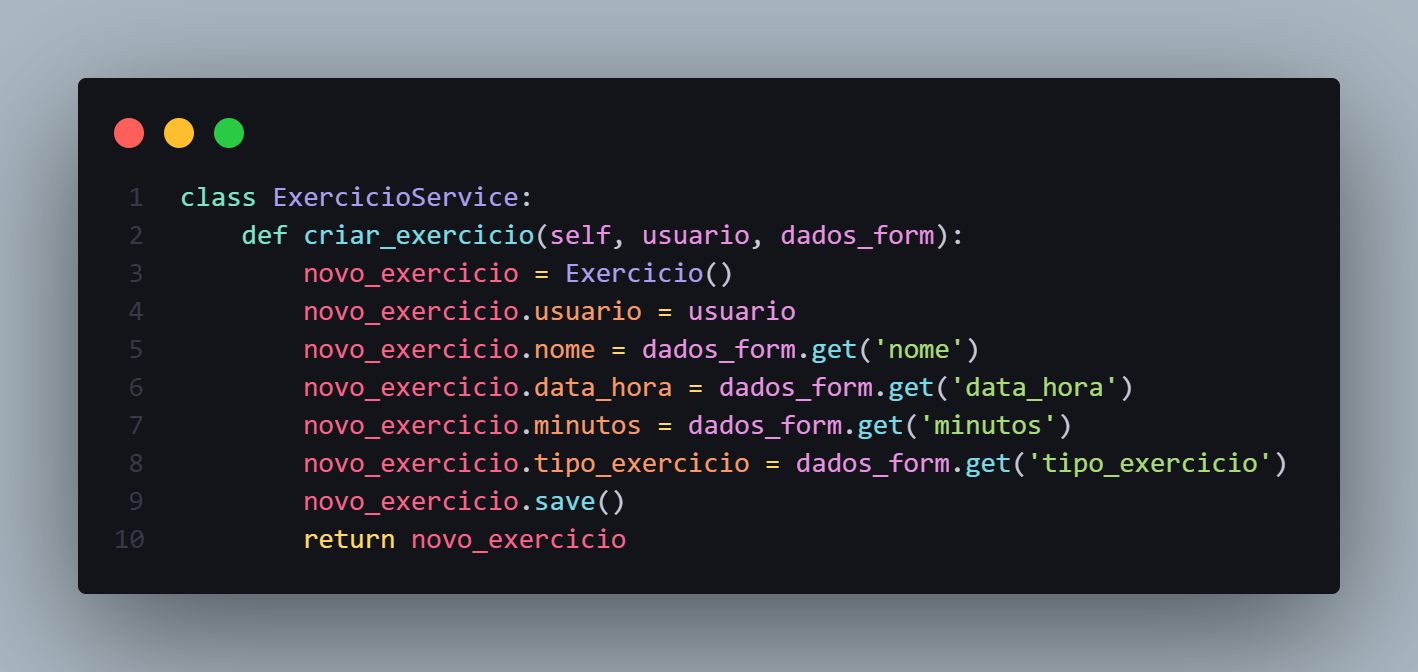 1 class ExercicioService:
2     def criar_exercicio(self, usuario, dados_form):
3         novo_exercicio = Exercicio()
4         novo_exercicio.usuario = usuario
5         novo_exercicio.nome = dados_form.get('nome')
6         novo_exercicio.data_hora = dados_form.get('data_hora')
7         novo_exercicio.minutos = dados_form.get('minutos')
8         novo_exercicio.tipo_exercicio = dados_form.get('tipo_exercicio')
9         novo_exercicio.save()
10         return novo_exercicio